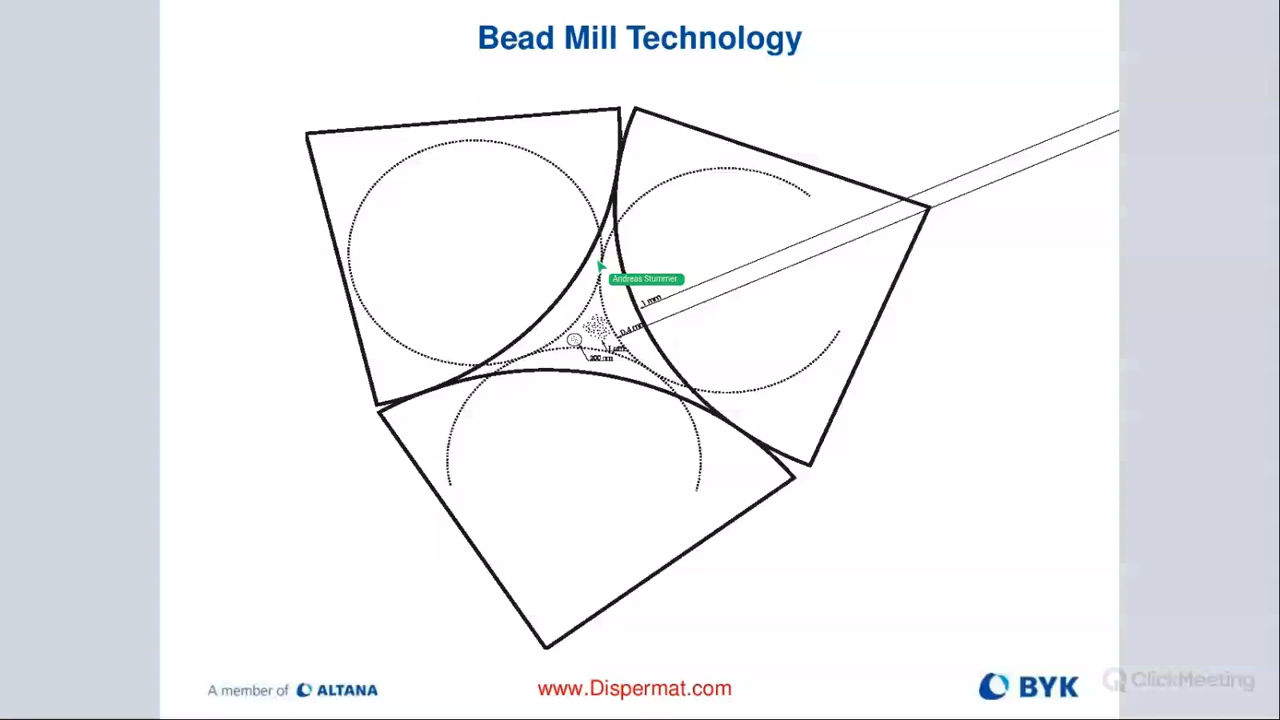 Bead Mill Technology
Andreas Stummer
1 mm
A member of ALTANA
www.Dispermat.com
BYK
ClickMeeting